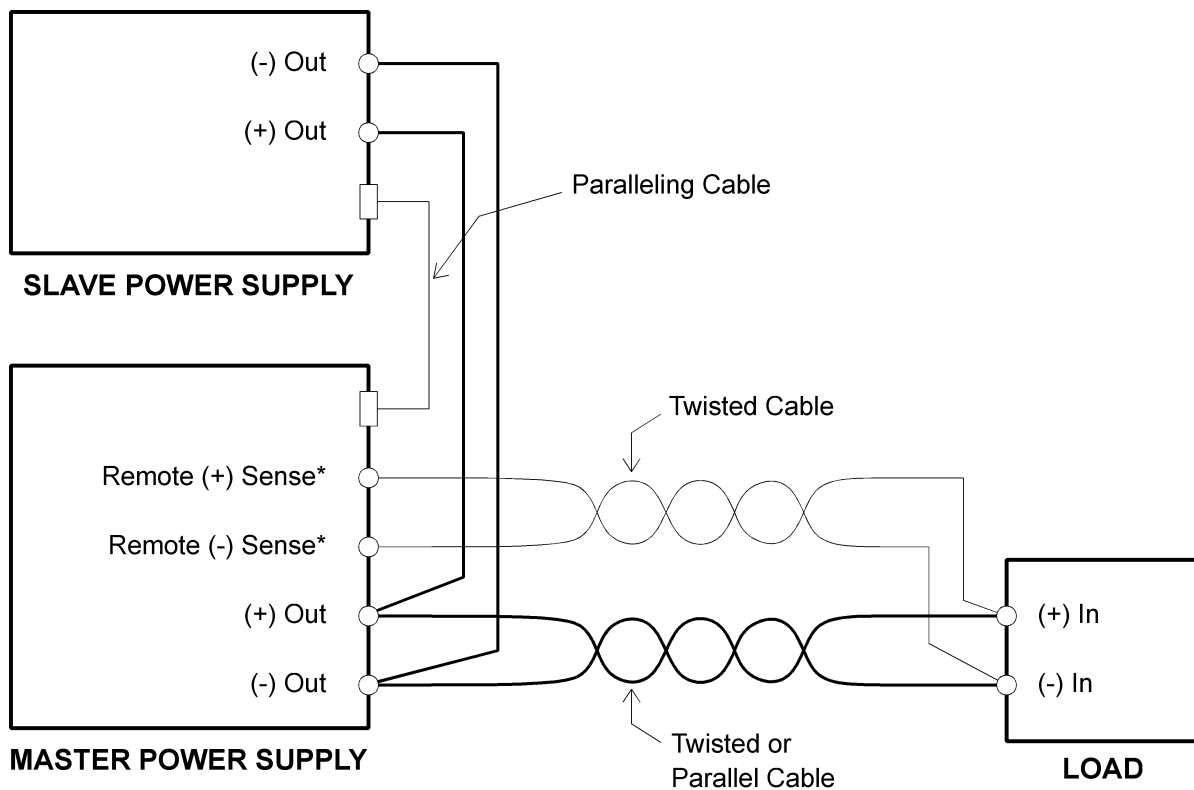 (-) Out
(+) Out
Paralleling Cable
SLAVE POWER SUPPLY
Twisted Cable
Remote (+) Sense*
Remote (-) Sense*
(+) Out
(+) In
(-) Out
(-) In
Twisted or
Parallel Cable
MASTER POWER SUPPLY
LOAD